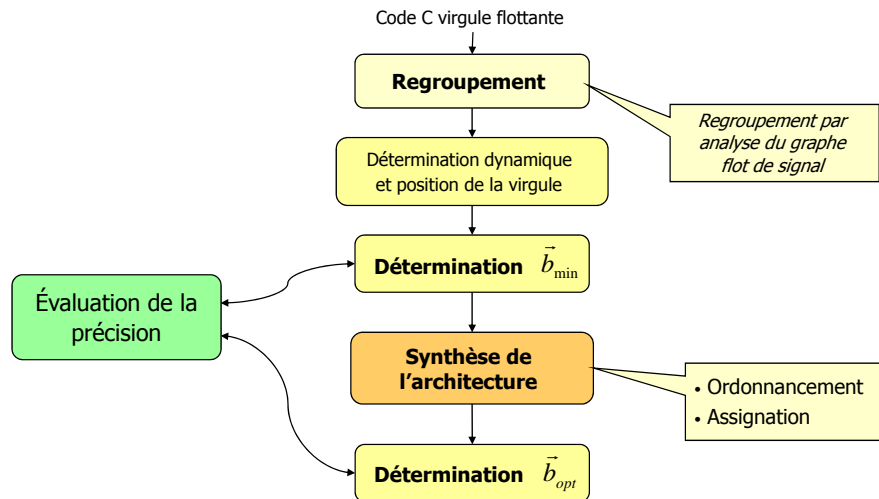 Code C virgule flottante
Regroupement
Regroupement par
analyse du graphe
flot de signal
Détermination dynamique
et position de la virgule
Détermination b⃗min
Évaluation de la
précision
Synthèse de
l’architecture
• Ordonnancement
• Assignation
Détermination b⃗opt